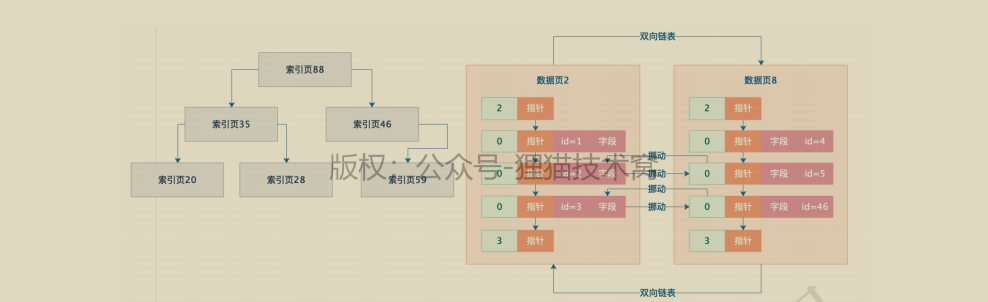 双向链表
索引页88
索引页35
索引页46
索引页20
索引页28
索引页59
数据页2
2 指针
0 指针 id=1 字段
0 指针 id=2 字段
0 指针 id=3 字段
3 指针
挪动
挪动
挪动
挪动
数据页8
2 指针
0 指针 字段 id=4
0 指针 字段 id=5
0 指针 字段 id=46
3 指针
双向链表
版权：公众号-狸猫技术窝